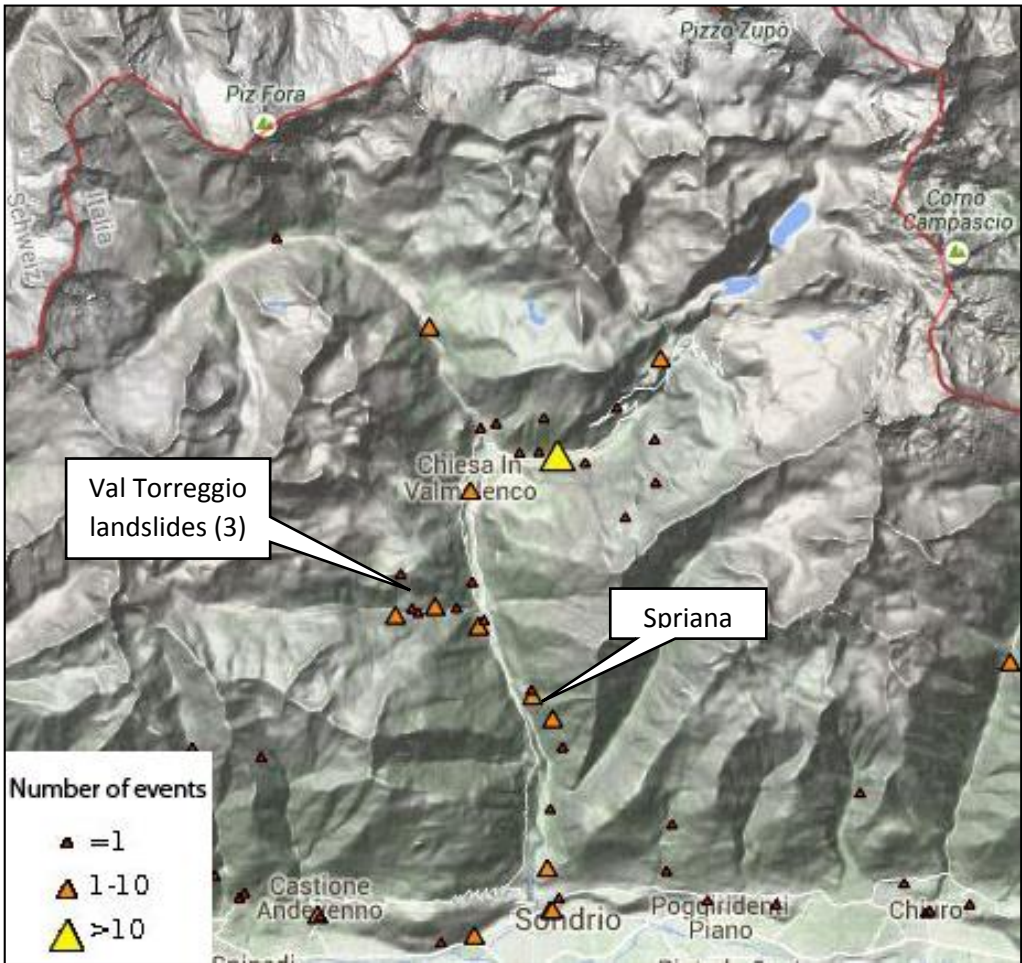 Pizzo Zupò
Piz Fora
Schweiz
Italia
Corno
Campascio
Chiesa In
Valmalenco
Val Torreggio
landslides (3)
Spriana
Number of events
=1
1-10
>10
Castione
Andevenno
Sondrio
Poggiridenti
Piano
Chiuro